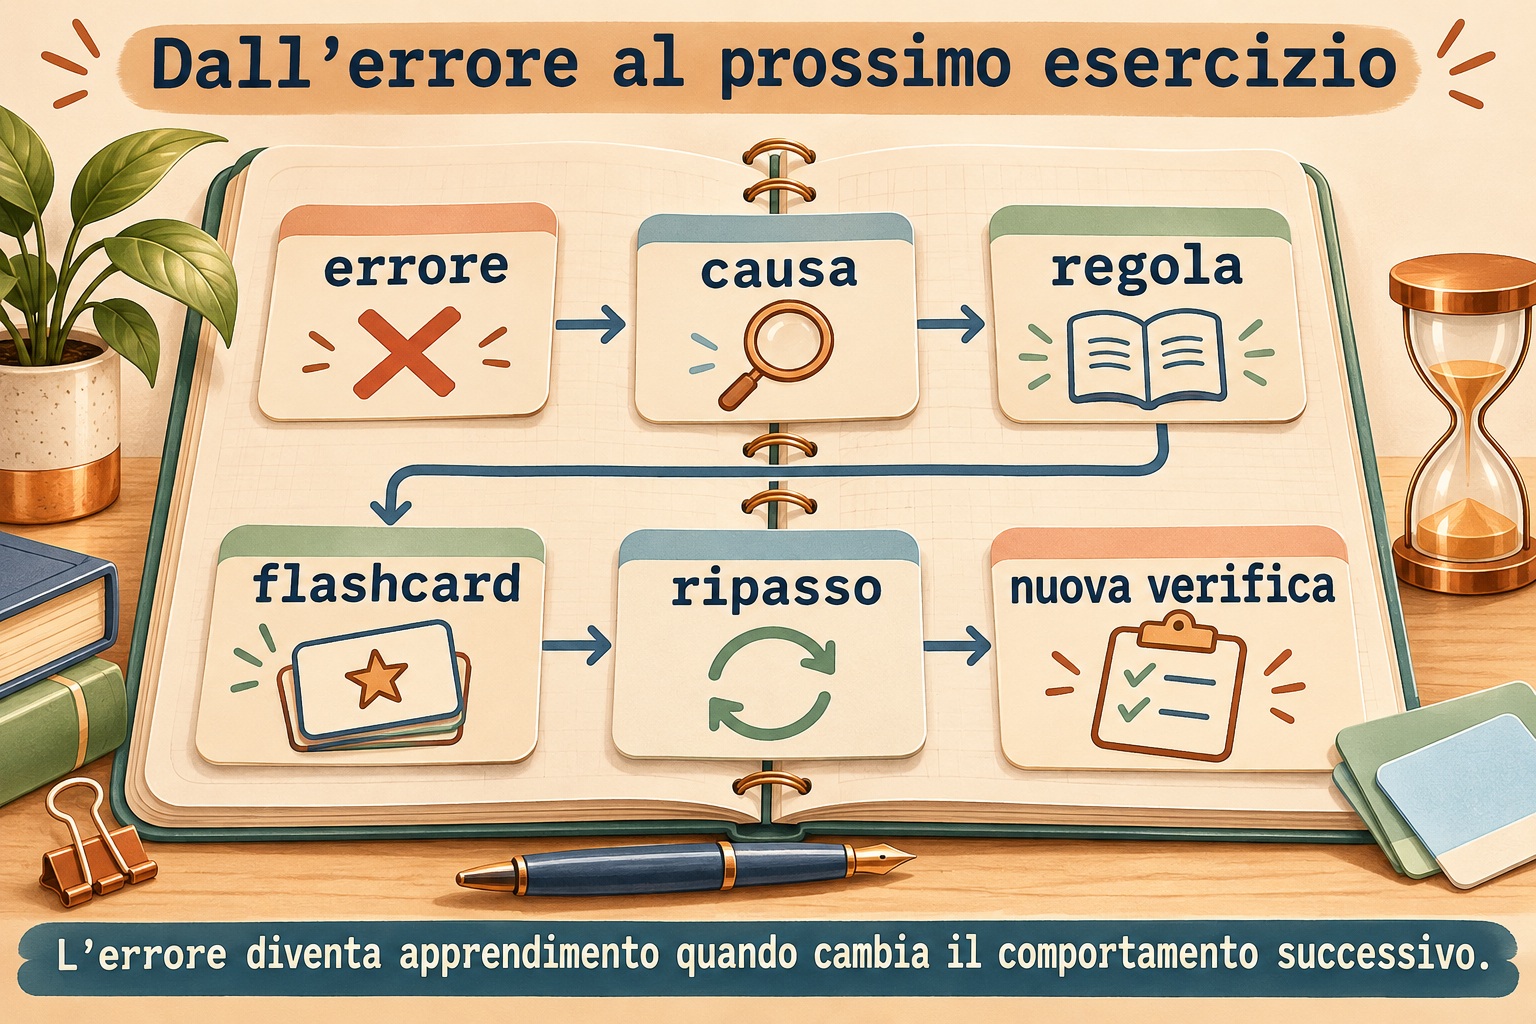 Dall'errore al prossimo esercizio
errore
causa
regola
flashcard
ripasso
nuova verifica
L'errore diventa apprendimento quando cambia il comportamento successivo.